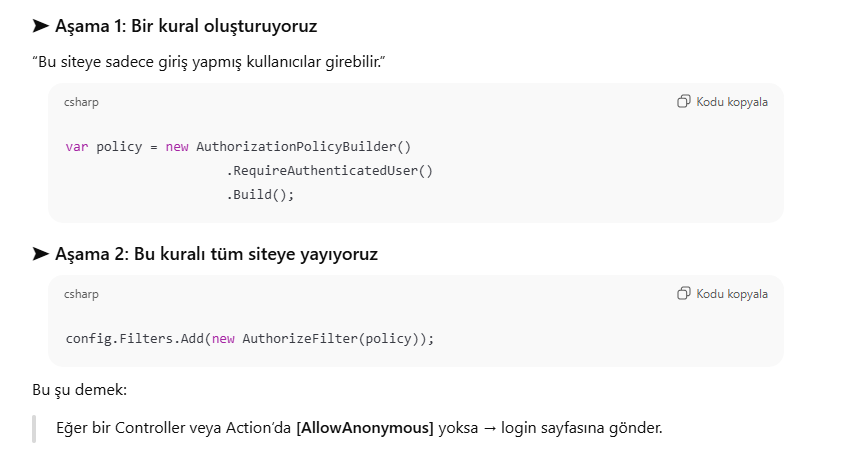 ➤ Aşama 1: Bir kural oluşturuyoruz
“Bu siteye sadece giriş yapmış kullanıcılar girebilir.”
csharp
Kodu kopyala
var policy = new AuthorizationPolicyBuilder()
.RequireAuthenticatedUser()
.Build();
➤ Aşama 2: Bu kuralı tüm siteye yayıyoruz
csharp
Kodu kopyala
config.Filters.Add(new AuthorizeFilter(policy));
Bu şu demek:
Eğer bir Controller veya Action’da [AllowAnonymous] yoksa → login sayfasına gönder.